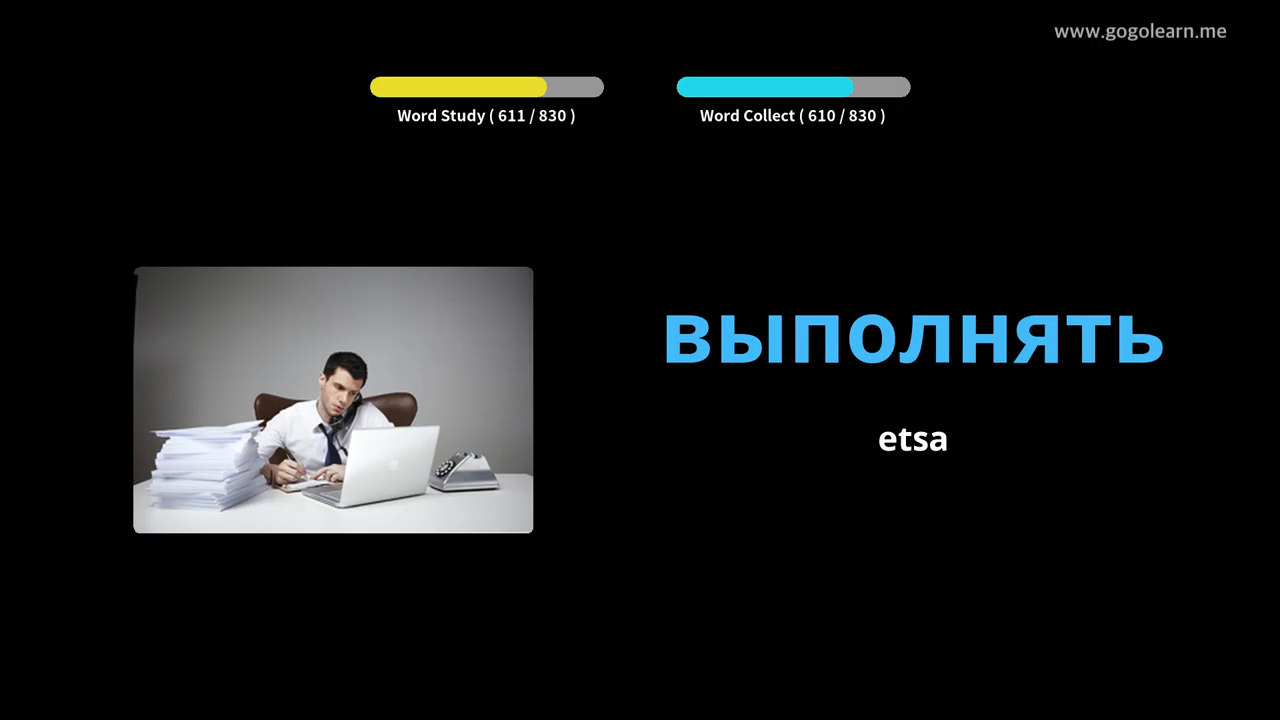 www.gogolearn.me
Word Study ( 611 / 830 )
Word Collect ( 610 / 830 )
выполнять
etsa